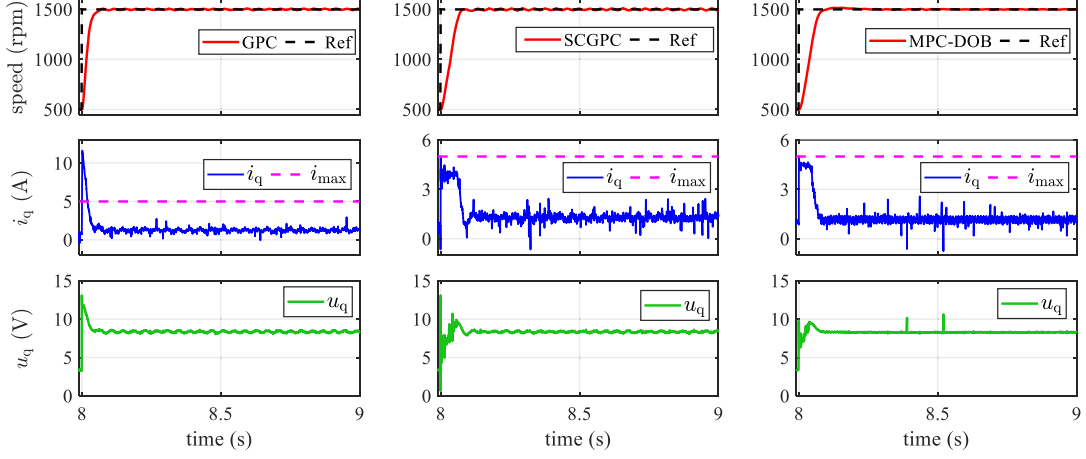 speed (rpm)
1500
1000
500
GPC Ref
1500
1000
500
SCGPC Ref
1500
1000
500
MPC-DOB Ref
i_q (A)
10
5
0
i_q i_max
6
3
0
i_q i_max
6
3
0
i_q i_max
u_q (V)
15
10
5
0
u_q
8 8.5 9
time (s)
15
10
5
0
u_q
8 8.5 9
time (s)
15
10
5
0
u_q
8 8.5 9
time (s)